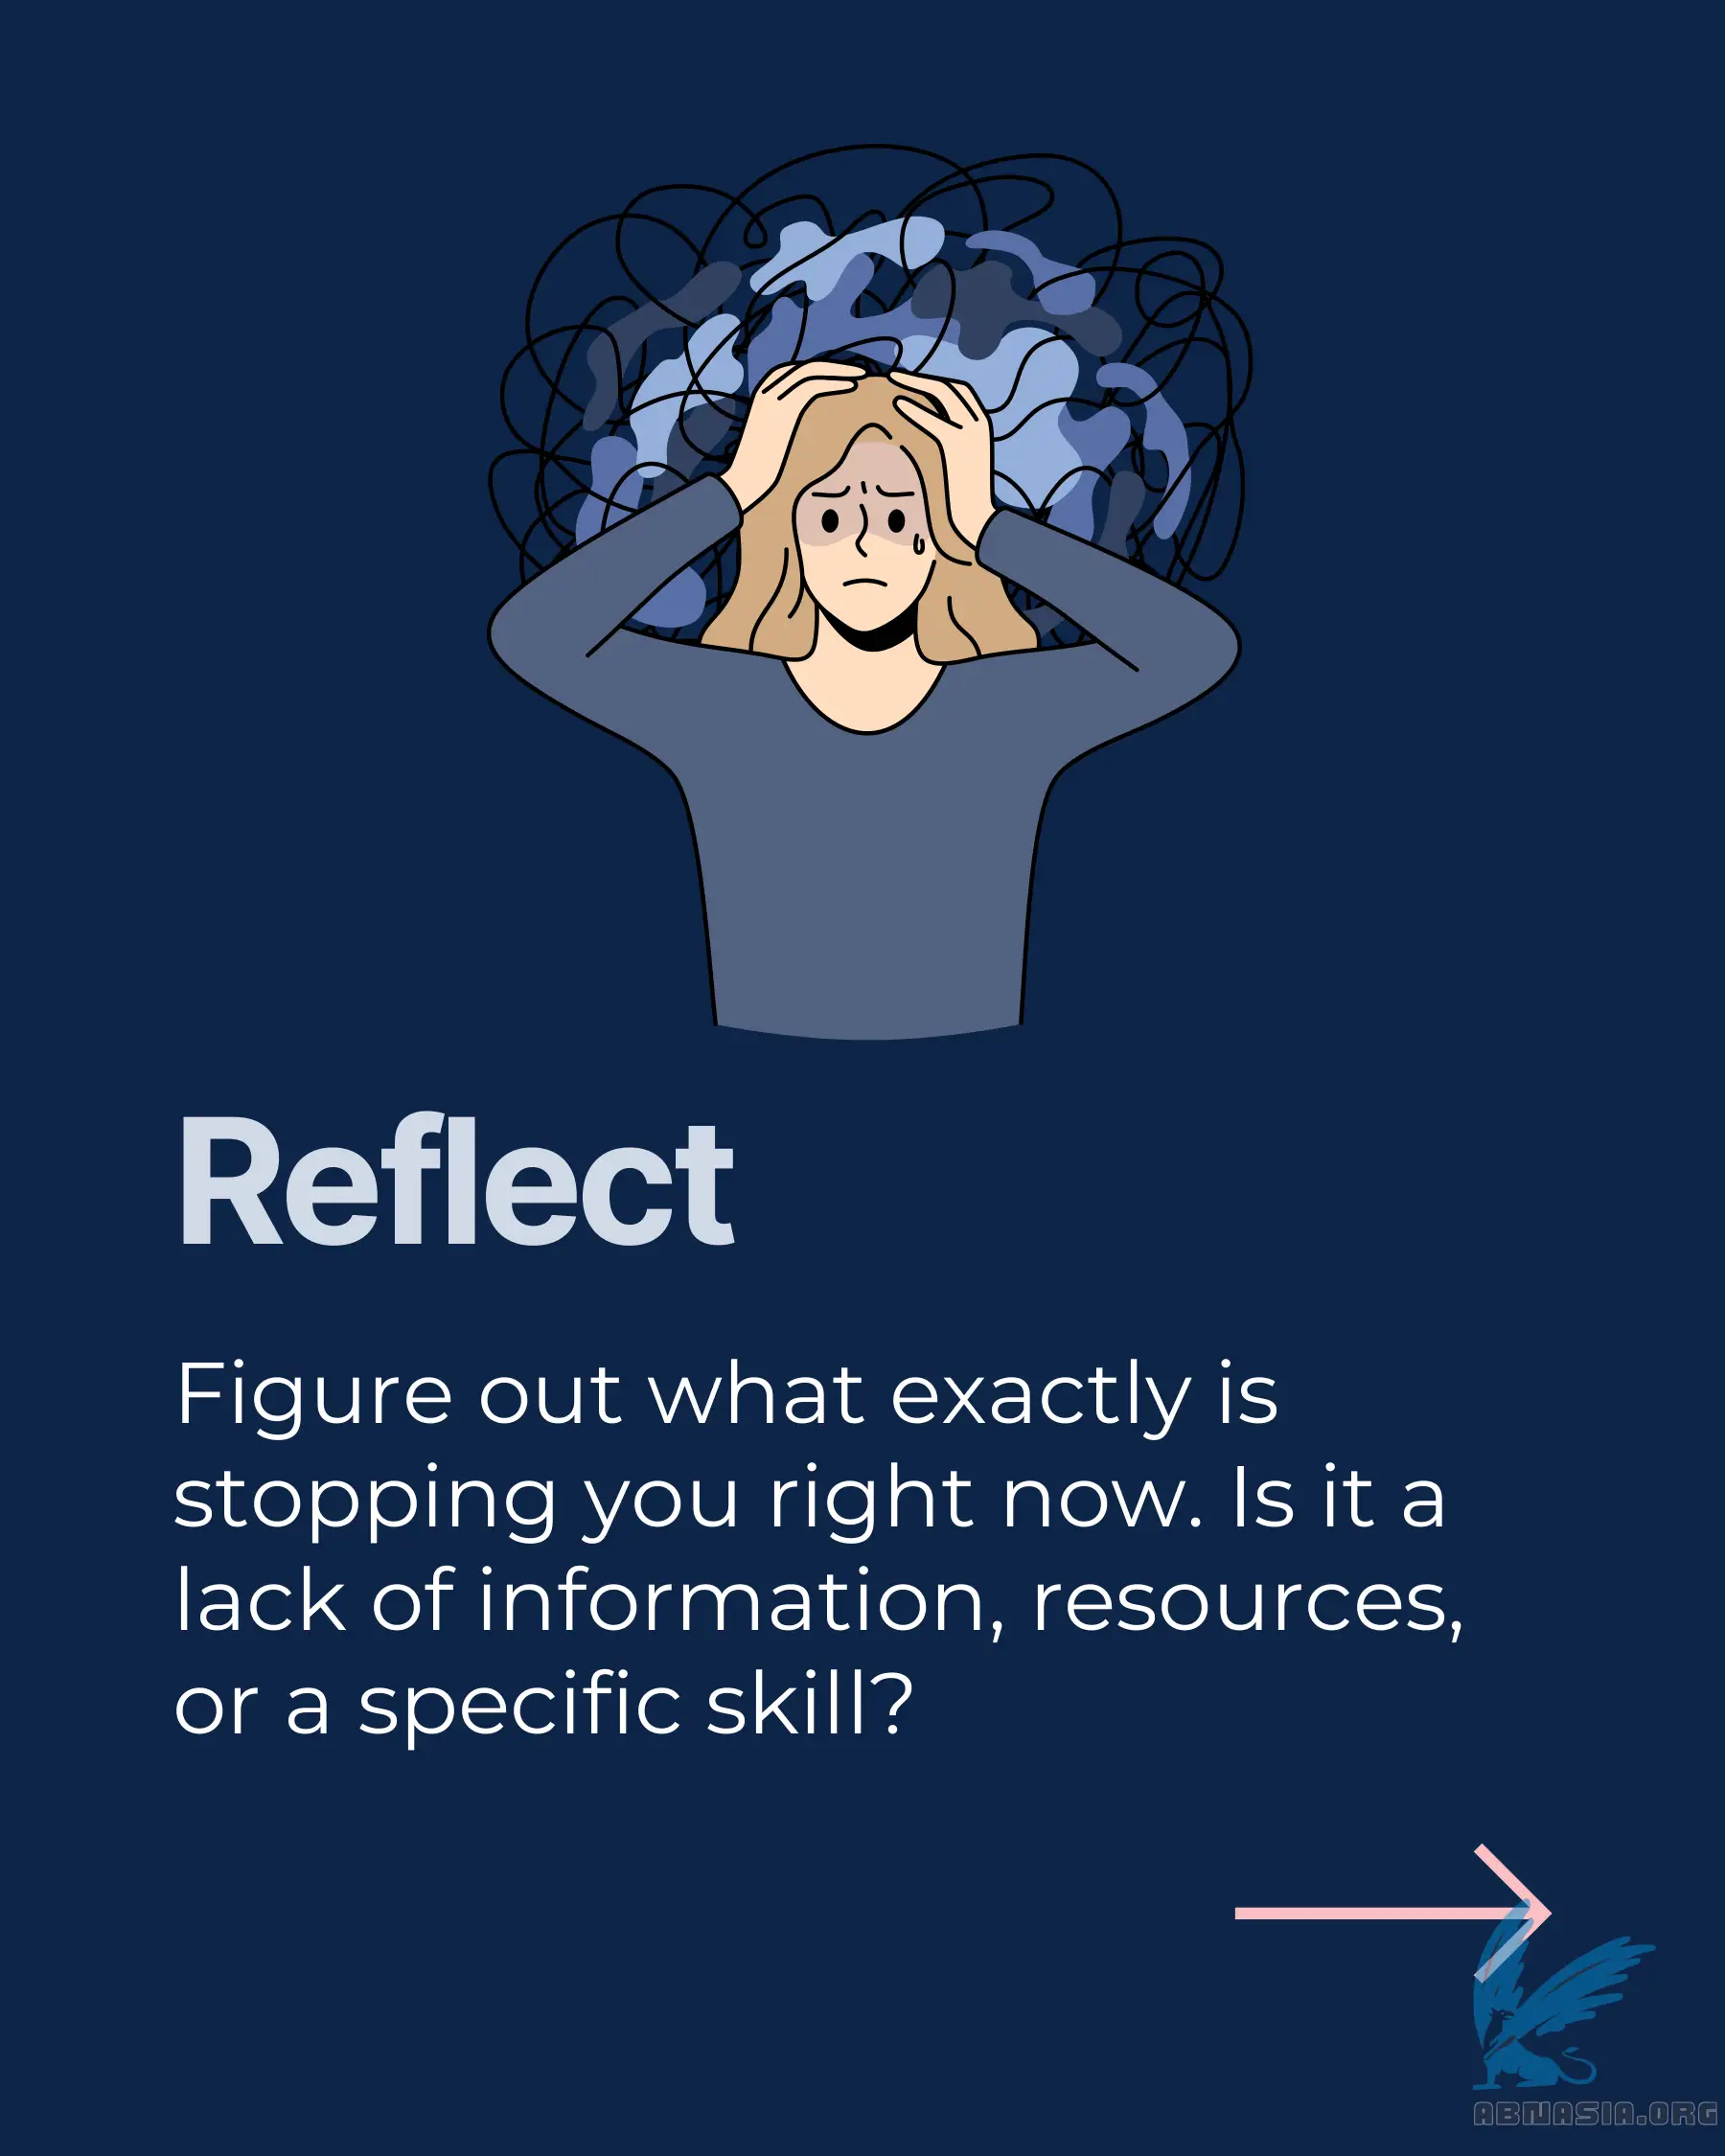 Reflect
Figure out what exactly is
stopping you right now. Is it a
lack of information, resources,
or a specific skill?
ABNASIA.ORG